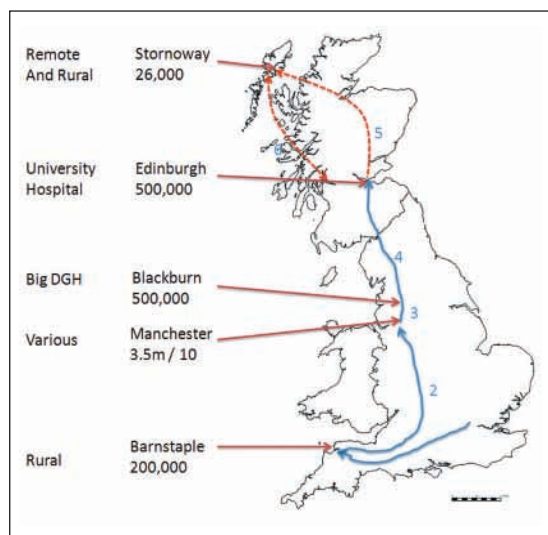 Remote Stornoway
And Rural 26,000
5
6
University Edinburgh
Hospital 500,000
4
Big DGH Blackburn
500,000
3
Various Manchester
3.5m / 10
2
Barnstaple
Rural 200,000